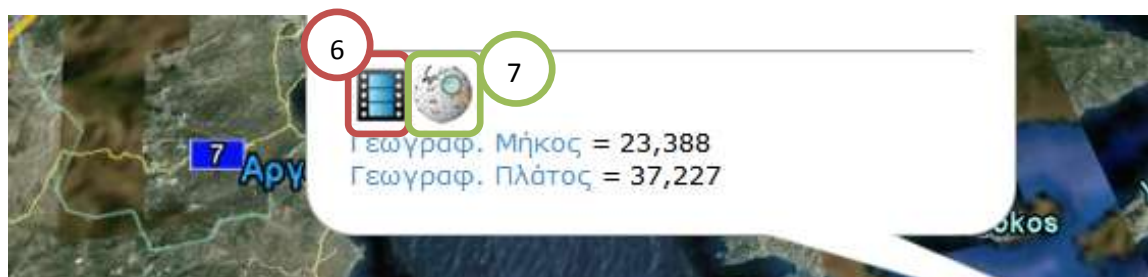 6
7
Γεωγραφ. Μήκος = 23,388
Γεωγραφ. Πλάτος = 37,227
7
Αργ
okos